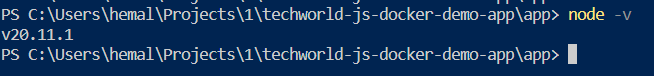 PS C:\Users\hemal\Projects\1\techworld-js-docker-demo-app\app> node -v
v20.11.1
PS C:\Users\hemal\Projects\1\techworld-js-docker-demo-app\app>